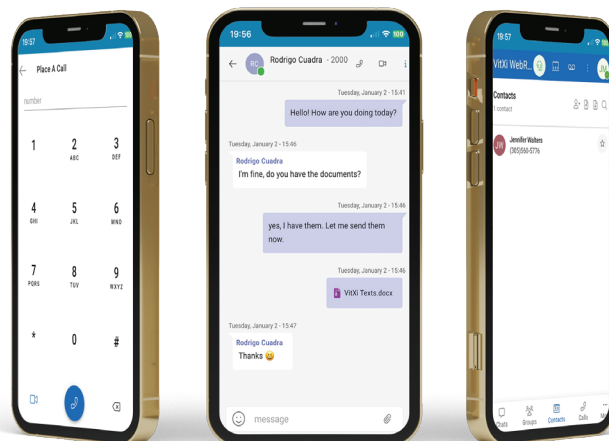 19:57
100
Place A Call
number
1
2
3
ABC
DEF
4
5
6
GHI
JKL
MNO
7
8
9
PQRS
TUV
WXYZ
*
0
#
19:56
100
RC
Rodrigo Cuadra - 2000
Tuesday, January 2 - 15:41
Hello! How are you doing today?
Tuesday, January 2 - 15:46
Rodrigo Cuadra
I'm fine, do you have the documents?
Tuesday, January 2 - 15:46
yes, I have them. Let me send them
now.
Tuesday, January 2 - 15:46
VitXi Texts.docx
Tuesday, January 2 - 15:47
Rodrigo Cuadra
Thanks 😀
message
19:57
100
VitXi WebR...
JW
Contacts
1 contact
JW
Jennifer Walters
(305)560-5776
Chats
Groups
Contacts
Calls